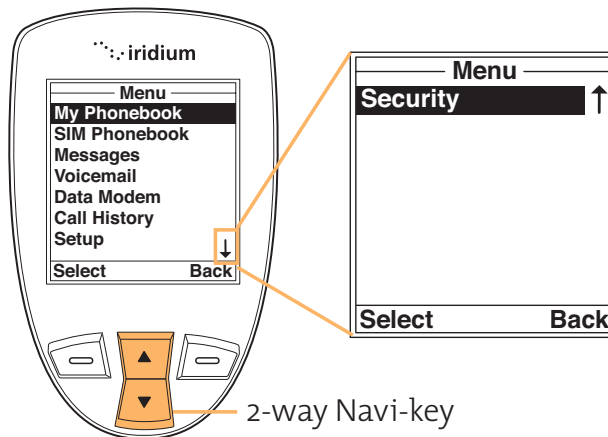 iridium
Menu
My Phonebook
SIM Phonebook
Messages
Voicemail
Data Modem
Call History
Setup
↓
Select Back
Menu
Security ↑
Select Back
2-way Navi-key